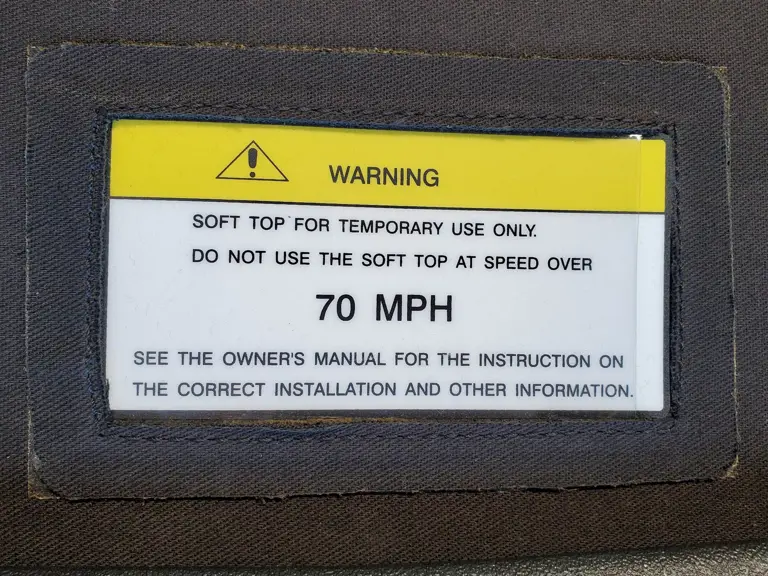 WARNING
SOFT TOP FOR TEMPORARY USE ONLY.
DO NOT USE THE SOFT TOP AT SPEED OVER
70 MPH
SEE THE OWNER'S MANUAL FOR THE INSTRUCTION ON
THE CORRECT INSTALLATION AND OTHER INFORMATION.